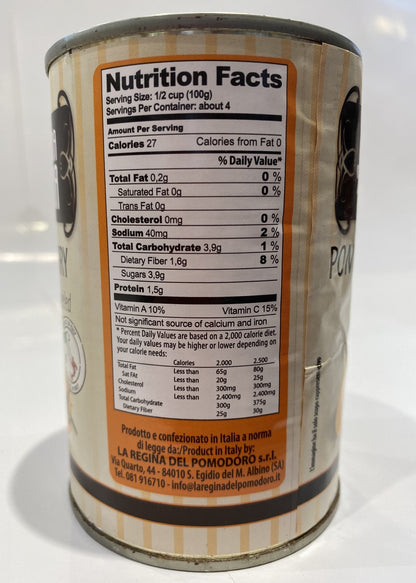 Nutrition Facts
Serving Size: 1/2 cup (100g)
Servings Per Container: about 4
Amount Per Serving
Calories 27 Calories from Fat 0
% Daily Value*
Total Fat 0,2g 0 %
Saturated Fat 0g 0 %
Trans Fat 0g
Cholesterol 0mg 0 %
Sodium 40mg 2 %
Total Carbohydrate 3,9g 1 %
Dietary Fiber 1,6g 8 %
Sugars 3,9g
Protein 1,5g
Vitamin A 10% Vitamin C 15%
Not significant source of calcium and iron
* Percent Daily Values are based on a 2,000 calorie diet.
Your daily values may be higher or lower depending on
your calorie needs:
Calories 2.000 2.500
Total Fat Less than 65g 80g
Sat FAt Less than 20g 25g
Cholesterol Less than 300mg 300mg
Sodium Less than 2.400mg 2.400mg
Total Carbohydrate 300g 375g
Dietary Fiber 25g 30g
Prodotto e confezionato in Italia a norma
di legge da:/Product in Italy by:
LA REGINA DEL POMODORO s.r.l.
Via Quarto, 44 - 84010 S. Egidio del M. Albino (SA)
Tel. 081 916710 - info@lareginadelpomodoro.it